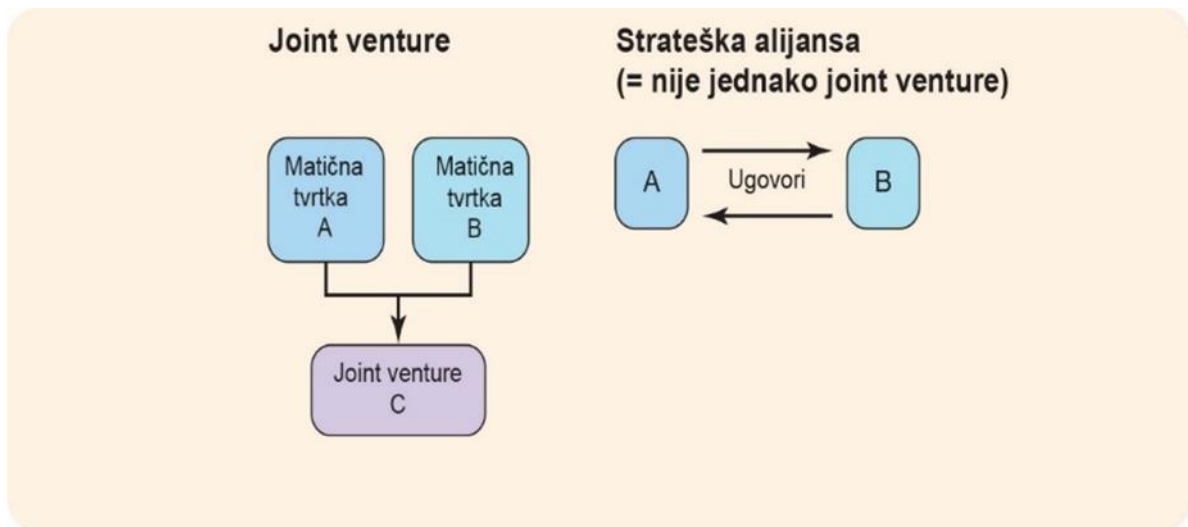 Joint venture
Matična
tvrtka
A
Matična
tvrtka
B
Joint venture
C
Strateška alijansa
(= nije jednako joint venture)
A
Ugovori
B